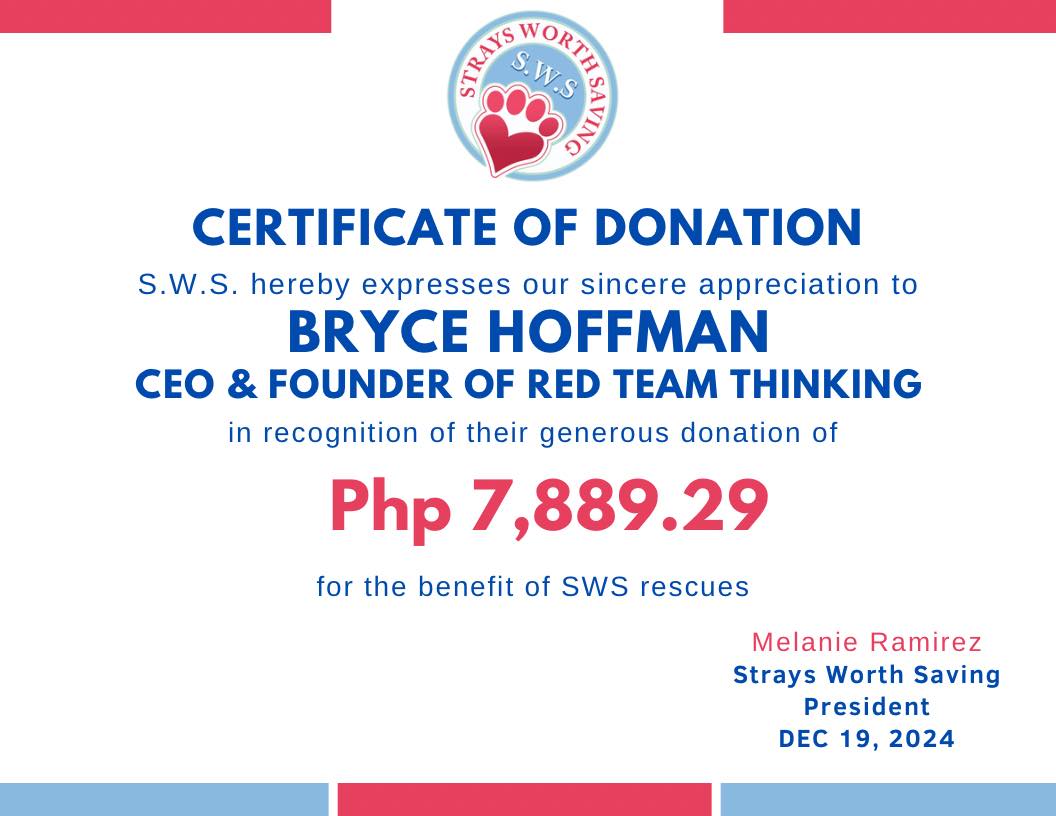 STRAYS WORTH SAVING
S.W.S
CERTIFICATE OF DONATION
S.W.S. hereby expresses our sincere appreciation to
BRYCE HOFFMAN
CEO & FOUNDER OF RED TEAM THINKING
in recognition of their generous donation of
Php 7,889.29
for the benefit of SWS rescues
Melanie Ramirez
Strays Worth Saving
President
DEC 19, 2024